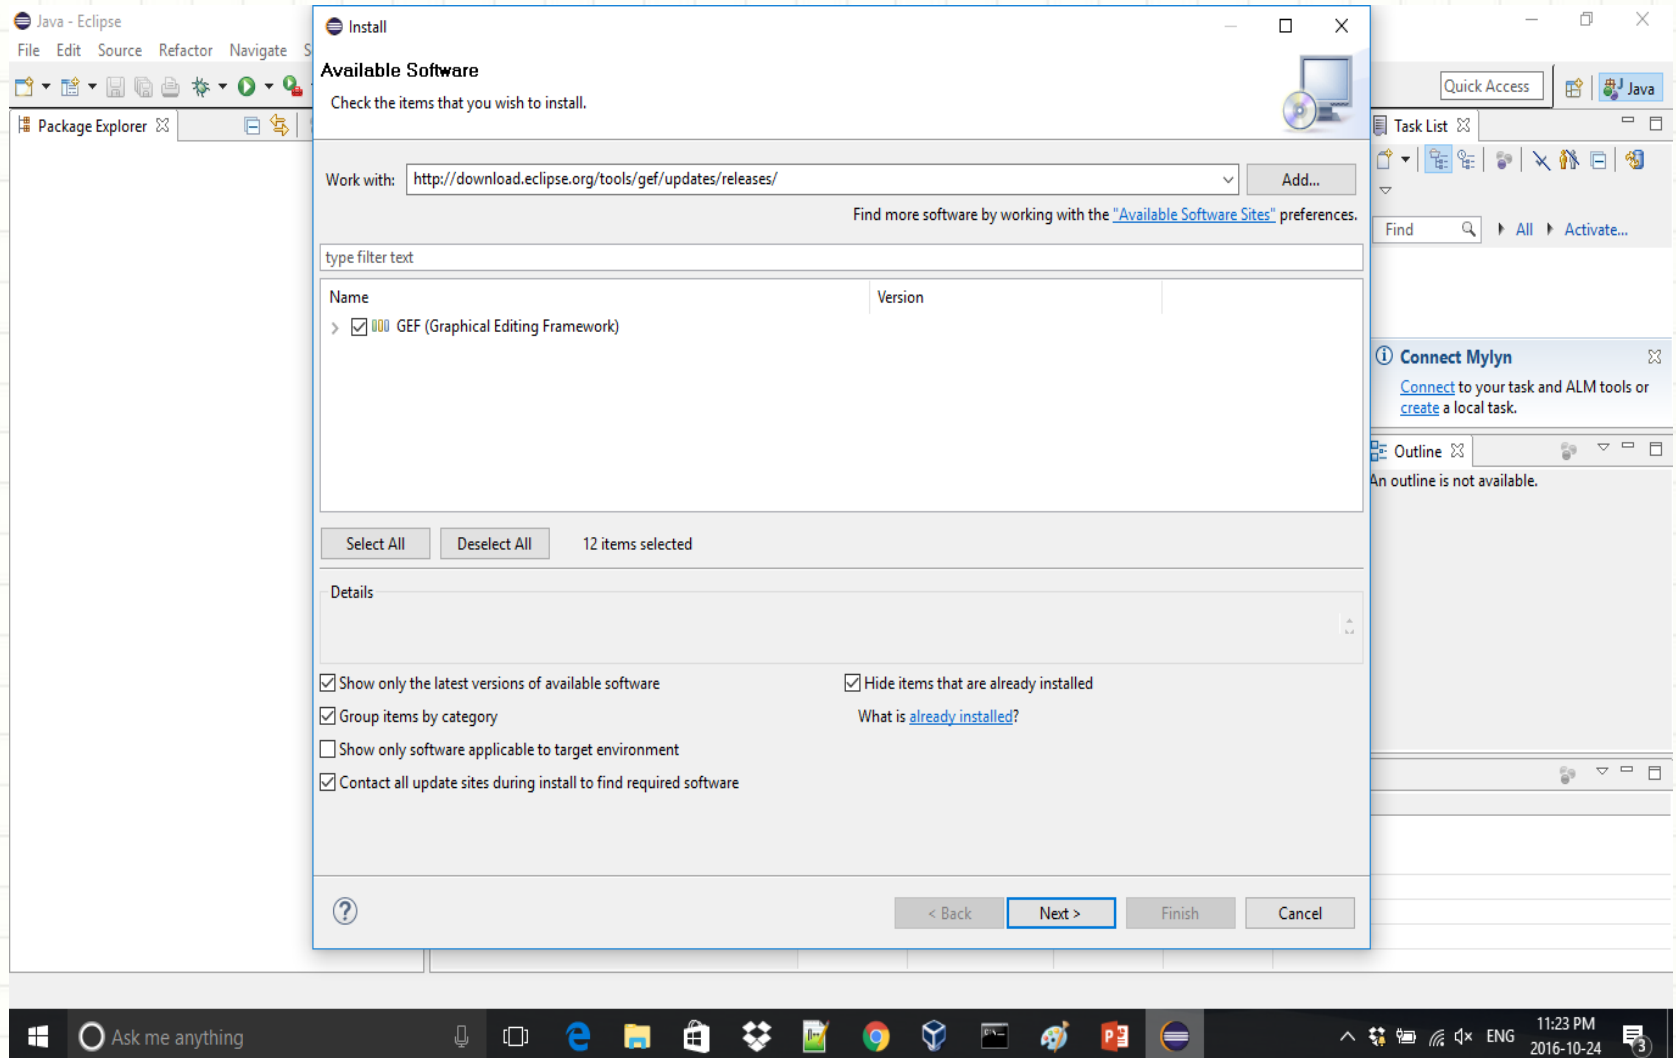 Java - Eclipse
File Edit Source Refactor Navigate S
Quick Access
Java
Package Explorer
Install
Available Software
Check the items that you wish to install.
Work with: http://download.eclipse.org/tools/gef/updates/releases/ Add...
Find more software by working with the "Available Software Sites" preferences.
type filter text
Name Version
GEF (Graphical Editing Framework)
Select All Deselect All 12 items selected
Details
Show only the latest versions of available software
Hide items that are already installed
Group items by category
What is already installed?
Show only software applicable to target environment
Contact all update sites during install to find required software
< Back Next > Finish Cancel
Task List
Find All Activate...
Connect Mylyn
Connect to your task and ALM tools or
create a local task.
Outline
An outline is not available.
Ask me anything
ENG
11:23 PM
2016-10-24
3